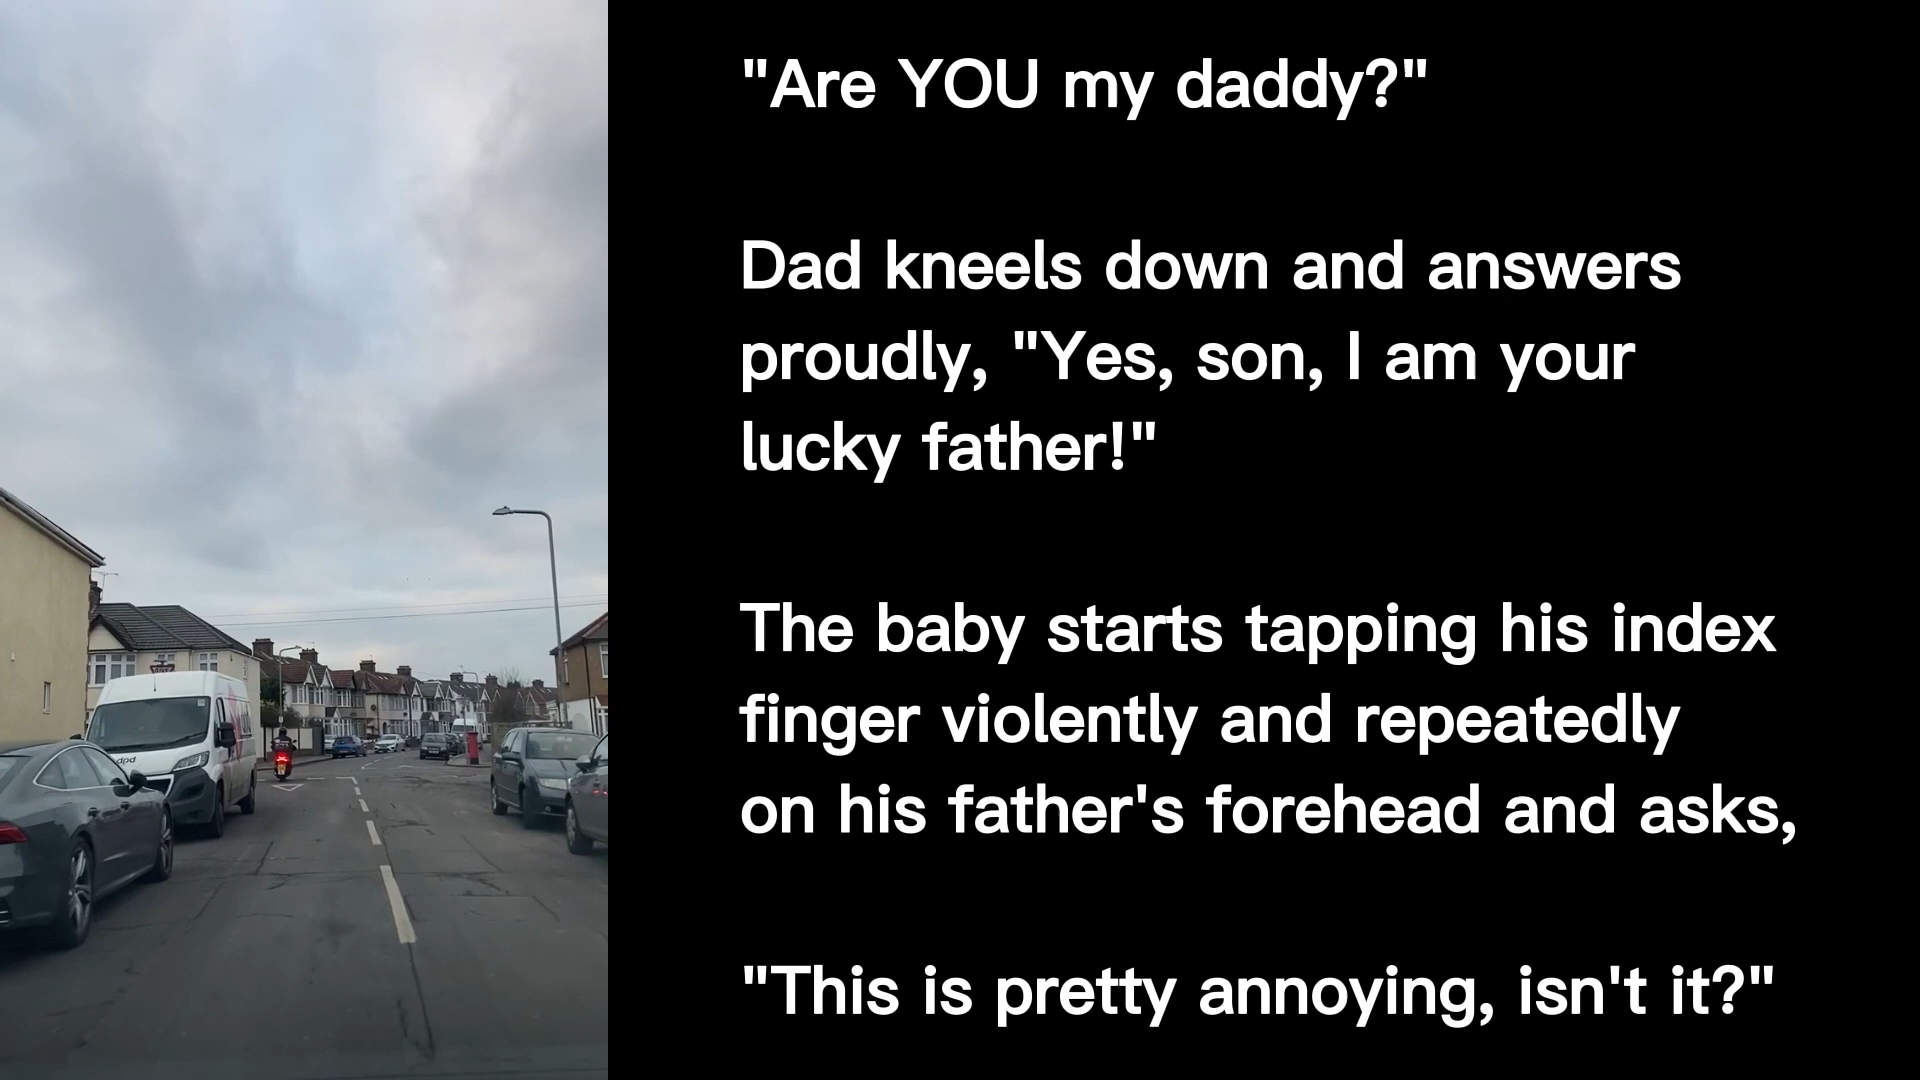 "Are YOU my daddy?"
Dad kneels down and answers
proudly, "Yes, son, I am your
lucky father!"
The baby starts tapping his index
finger violently and repeatedly
on his father's forehead and asks,
"This is pretty annoying, isn't it?"
dpd